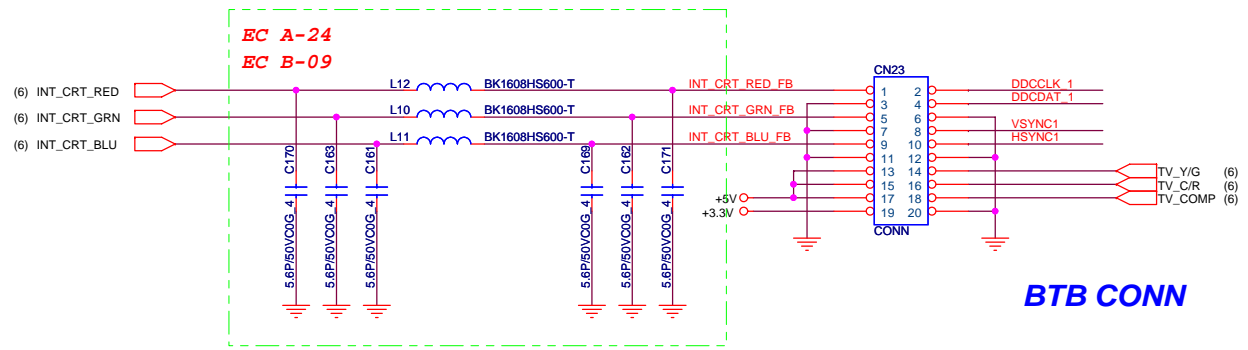 EC A-24
EC B-09
(6) INT_CRT_RED
L12 BK1608HS600-T
INT_CRT_RED_FB
(6) INT_CRT_GRN
L10 BK1608HS600-T
INT_CRT_GRN_FB
(6) INT_CRT_BLU
L11 BK1608HS600-T
INT_CRT_BLU_FB
C170
5.6P/50VC0G_4
C163
5.6P/50VC0G_4
C161
5.6P/50VC0G_4
C169
5.6P/50VC0G_4
C162
5.6P/50VC0G_4
C171
5.6P/50VC0G_4
+5V
+3.3V
CN23
1 2
3 4
5 6
7 8
9 10
11 12
13 14
15 16
17 18
19 20
CONN
DDCCLK_1
DDCDAT_1
VSYNC1
HSYNC1
TV_Y/G (6)
TV_C/R (6)
TV_COMP (6)
BTB CONN